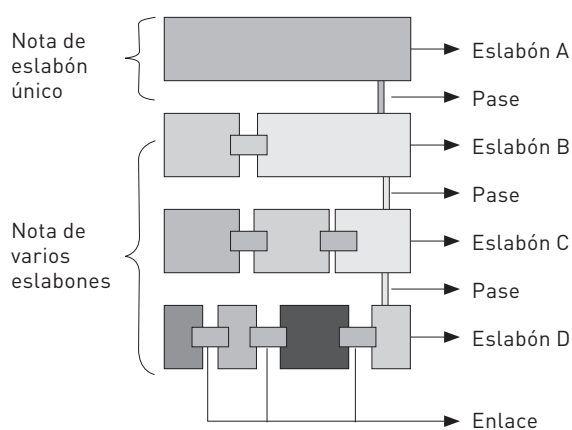 Nota de
eslabón
único
Eslabón A
Pase
Eslabón B
Pase
Nota de
varios
eslabones
Eslabón C
Pase
Eslabón D
Enlace